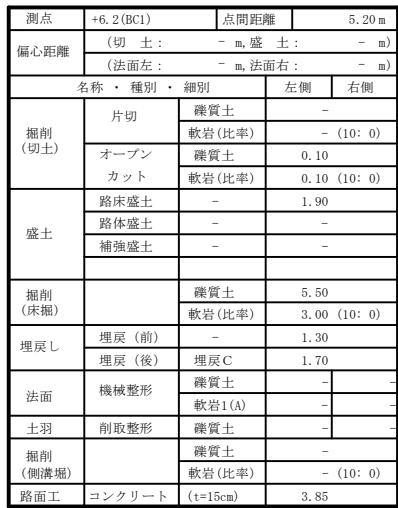 測点 +6.2(BC1) 点間距離 5.20 m
偏心距離 (切 土: － m,盛 土: － m)
(法面左: － m,法面右: － m)
名称 ・ 種別 ・ 細別 左側 右側
掘削 (切土) 片切 礫質土 －
軟岩(比率) － (10: 0)
オープン カット 礫質土 0.10
軟岩(比率) 0.10 (10: 0)
盛土 路床盛土 － 1.90
路体盛土 － －
補強盛土 － －
掘削 (床掘) 礫質土 5.50
軟岩(比率) 3.00 (10: 0)
埋戻し 埋戻 (前) － 1.30
埋戻 (後) 埋戻C 1.70
法面 機械整形 礫質土 － －
軟岩1(A) － －
土羽 削取整形 礫質土 － －
掘削 (側溝堀) 礫質土 －
軟岩(比率) － (10: 0)
路面工 コンクリート (t=15cm) 3.85